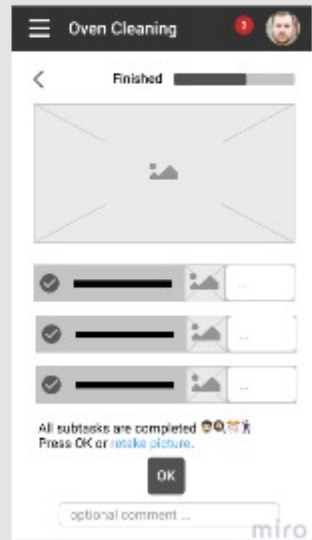 Oven Cleaning
3
Finished
...
...
...
All subtasks are completed
Press OK or retake picture.
OK
optional comment ...
miro